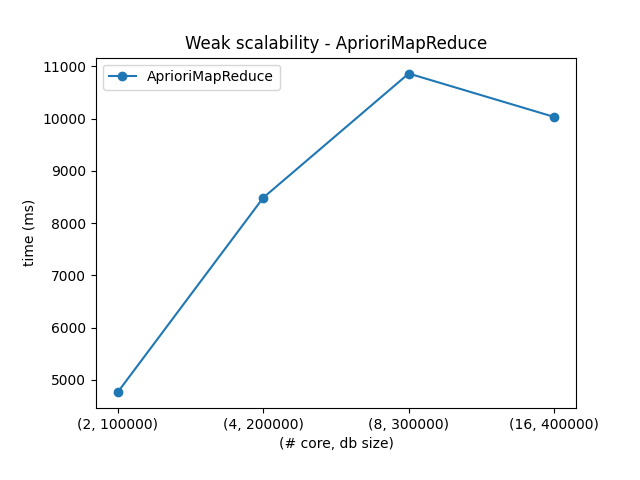 Weak scalability - AprioriMapReduce
AprioriMapReduce
11000
10000
9000
8000
7000
6000
5000
time (ms)
(2, 100000) (4, 200000) (8, 300000) (16, 400000)
(# core, db size)